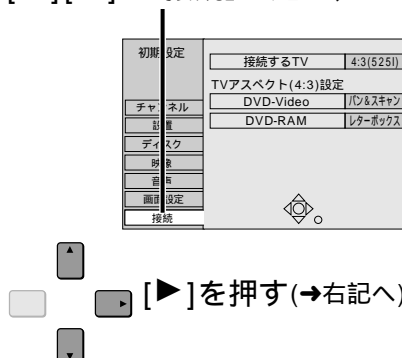 初期設定
接続するTV 4:3(525I)
TVアスペクト(4:3)設定
DVD-Video パン&スキャン
DVD-RAM レターボックス
チャンネル
設置
ディスク
映像
音声
画面設定
接続
[▶]を押す(➜右記へ)